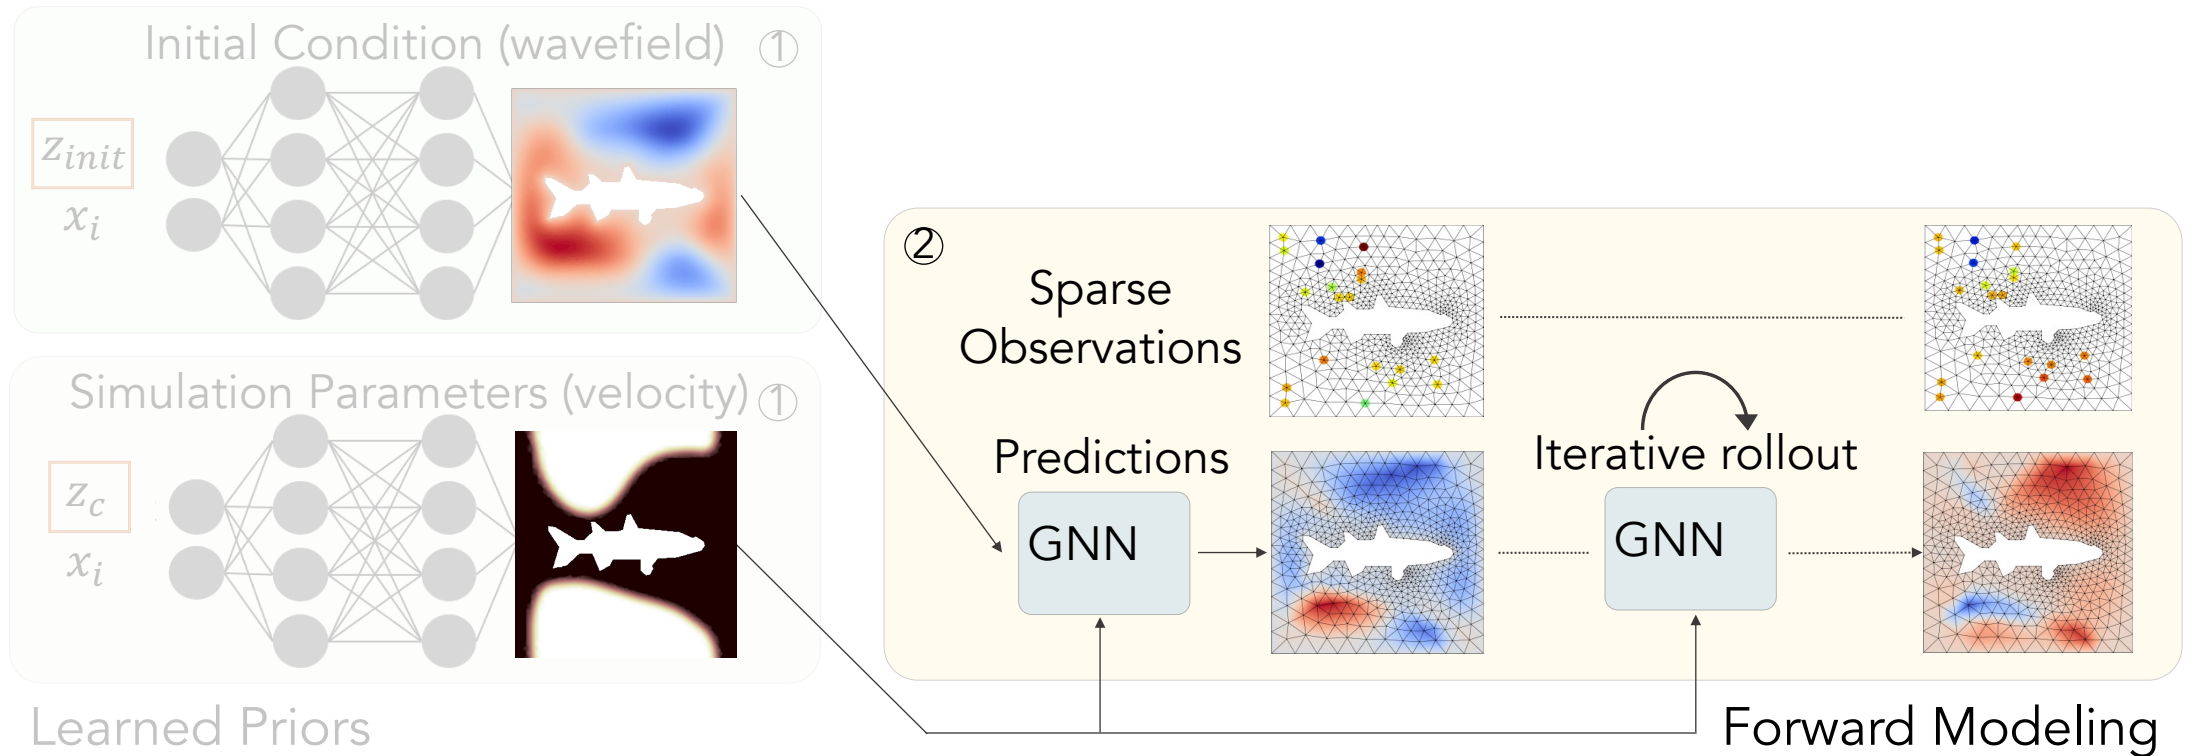 Initial Condition (wavefield) ①
z_init
x_i
Simulation Parameters (velocity) ①
z_c
x_i
Learned Priors
②
Sparse
Observations
Predictions
GNN
Iterative rollout
GNN
Forward Modeling